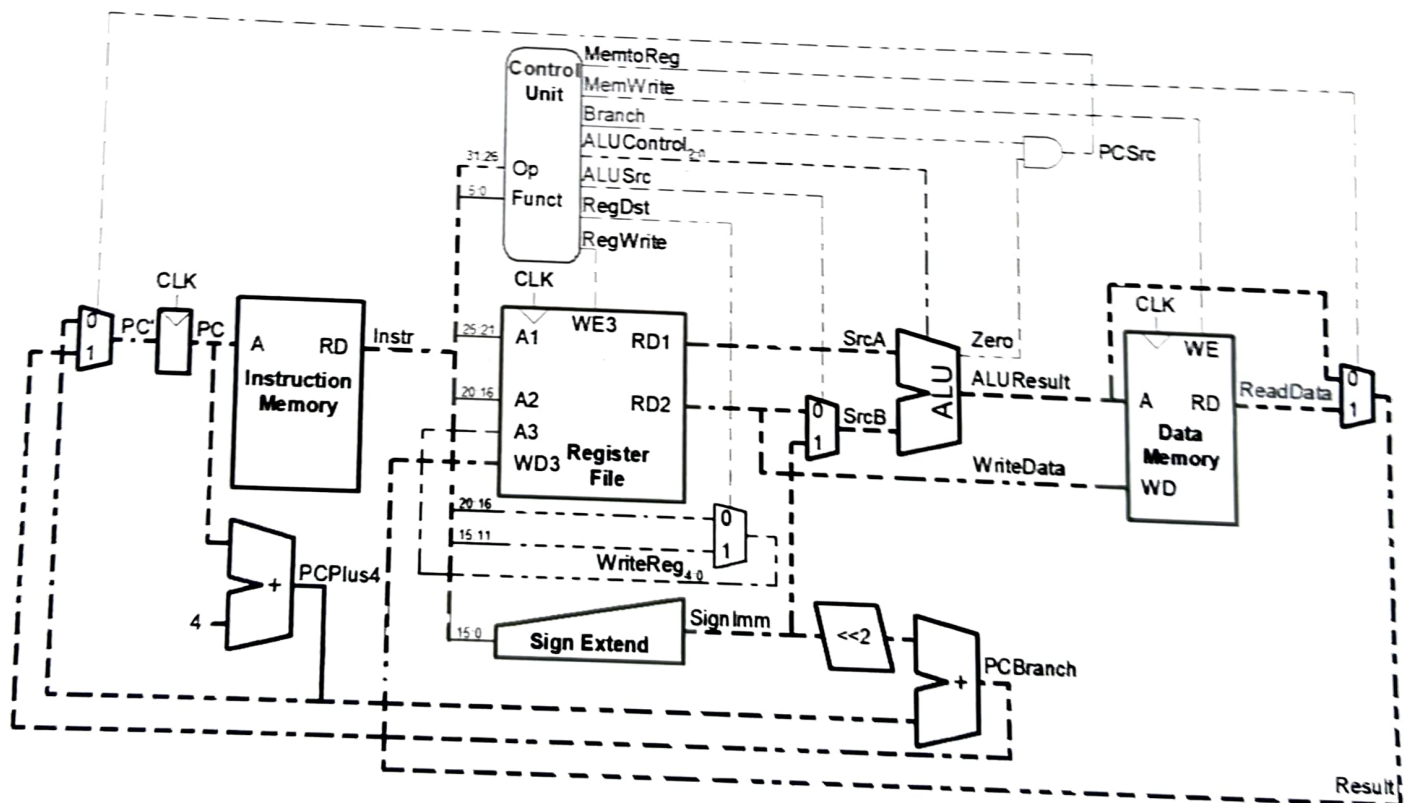 MemtoReg
Control
Unit
MemWrite
Branch
ALUControl2:0
PCSrc
31:26
Op
ALUSrc
5:0
Funct
RegDst
RegWrite
CLK
CLK
CLK
0
1
PC'
PC
A
RD
Instruction
Memory
Instr
25:21
A1
WE3
RD1
SrcA
Zero
WE
20:16
A2
RD2
0
1
SrcB
ALU
ALUResult
A
RD
ReadData
0
1
A3
WD3
Register
File
Data
Memory
WriteData
WD
20:16
0
15:11
1
WriteReg4:0
PCPlus4
+
4
15:0
Sign Extend
SignImm
<<2
+
PCBranch
Result